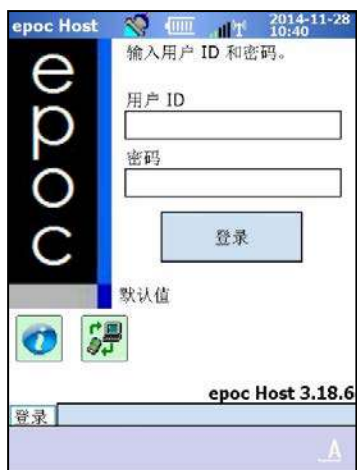 epoc Host
2014-11-28
10:40
epoc
输入用户 ID 和密码。
用户 ID
密码
登录
默认值
epoc Host 3.18.6
登录
A